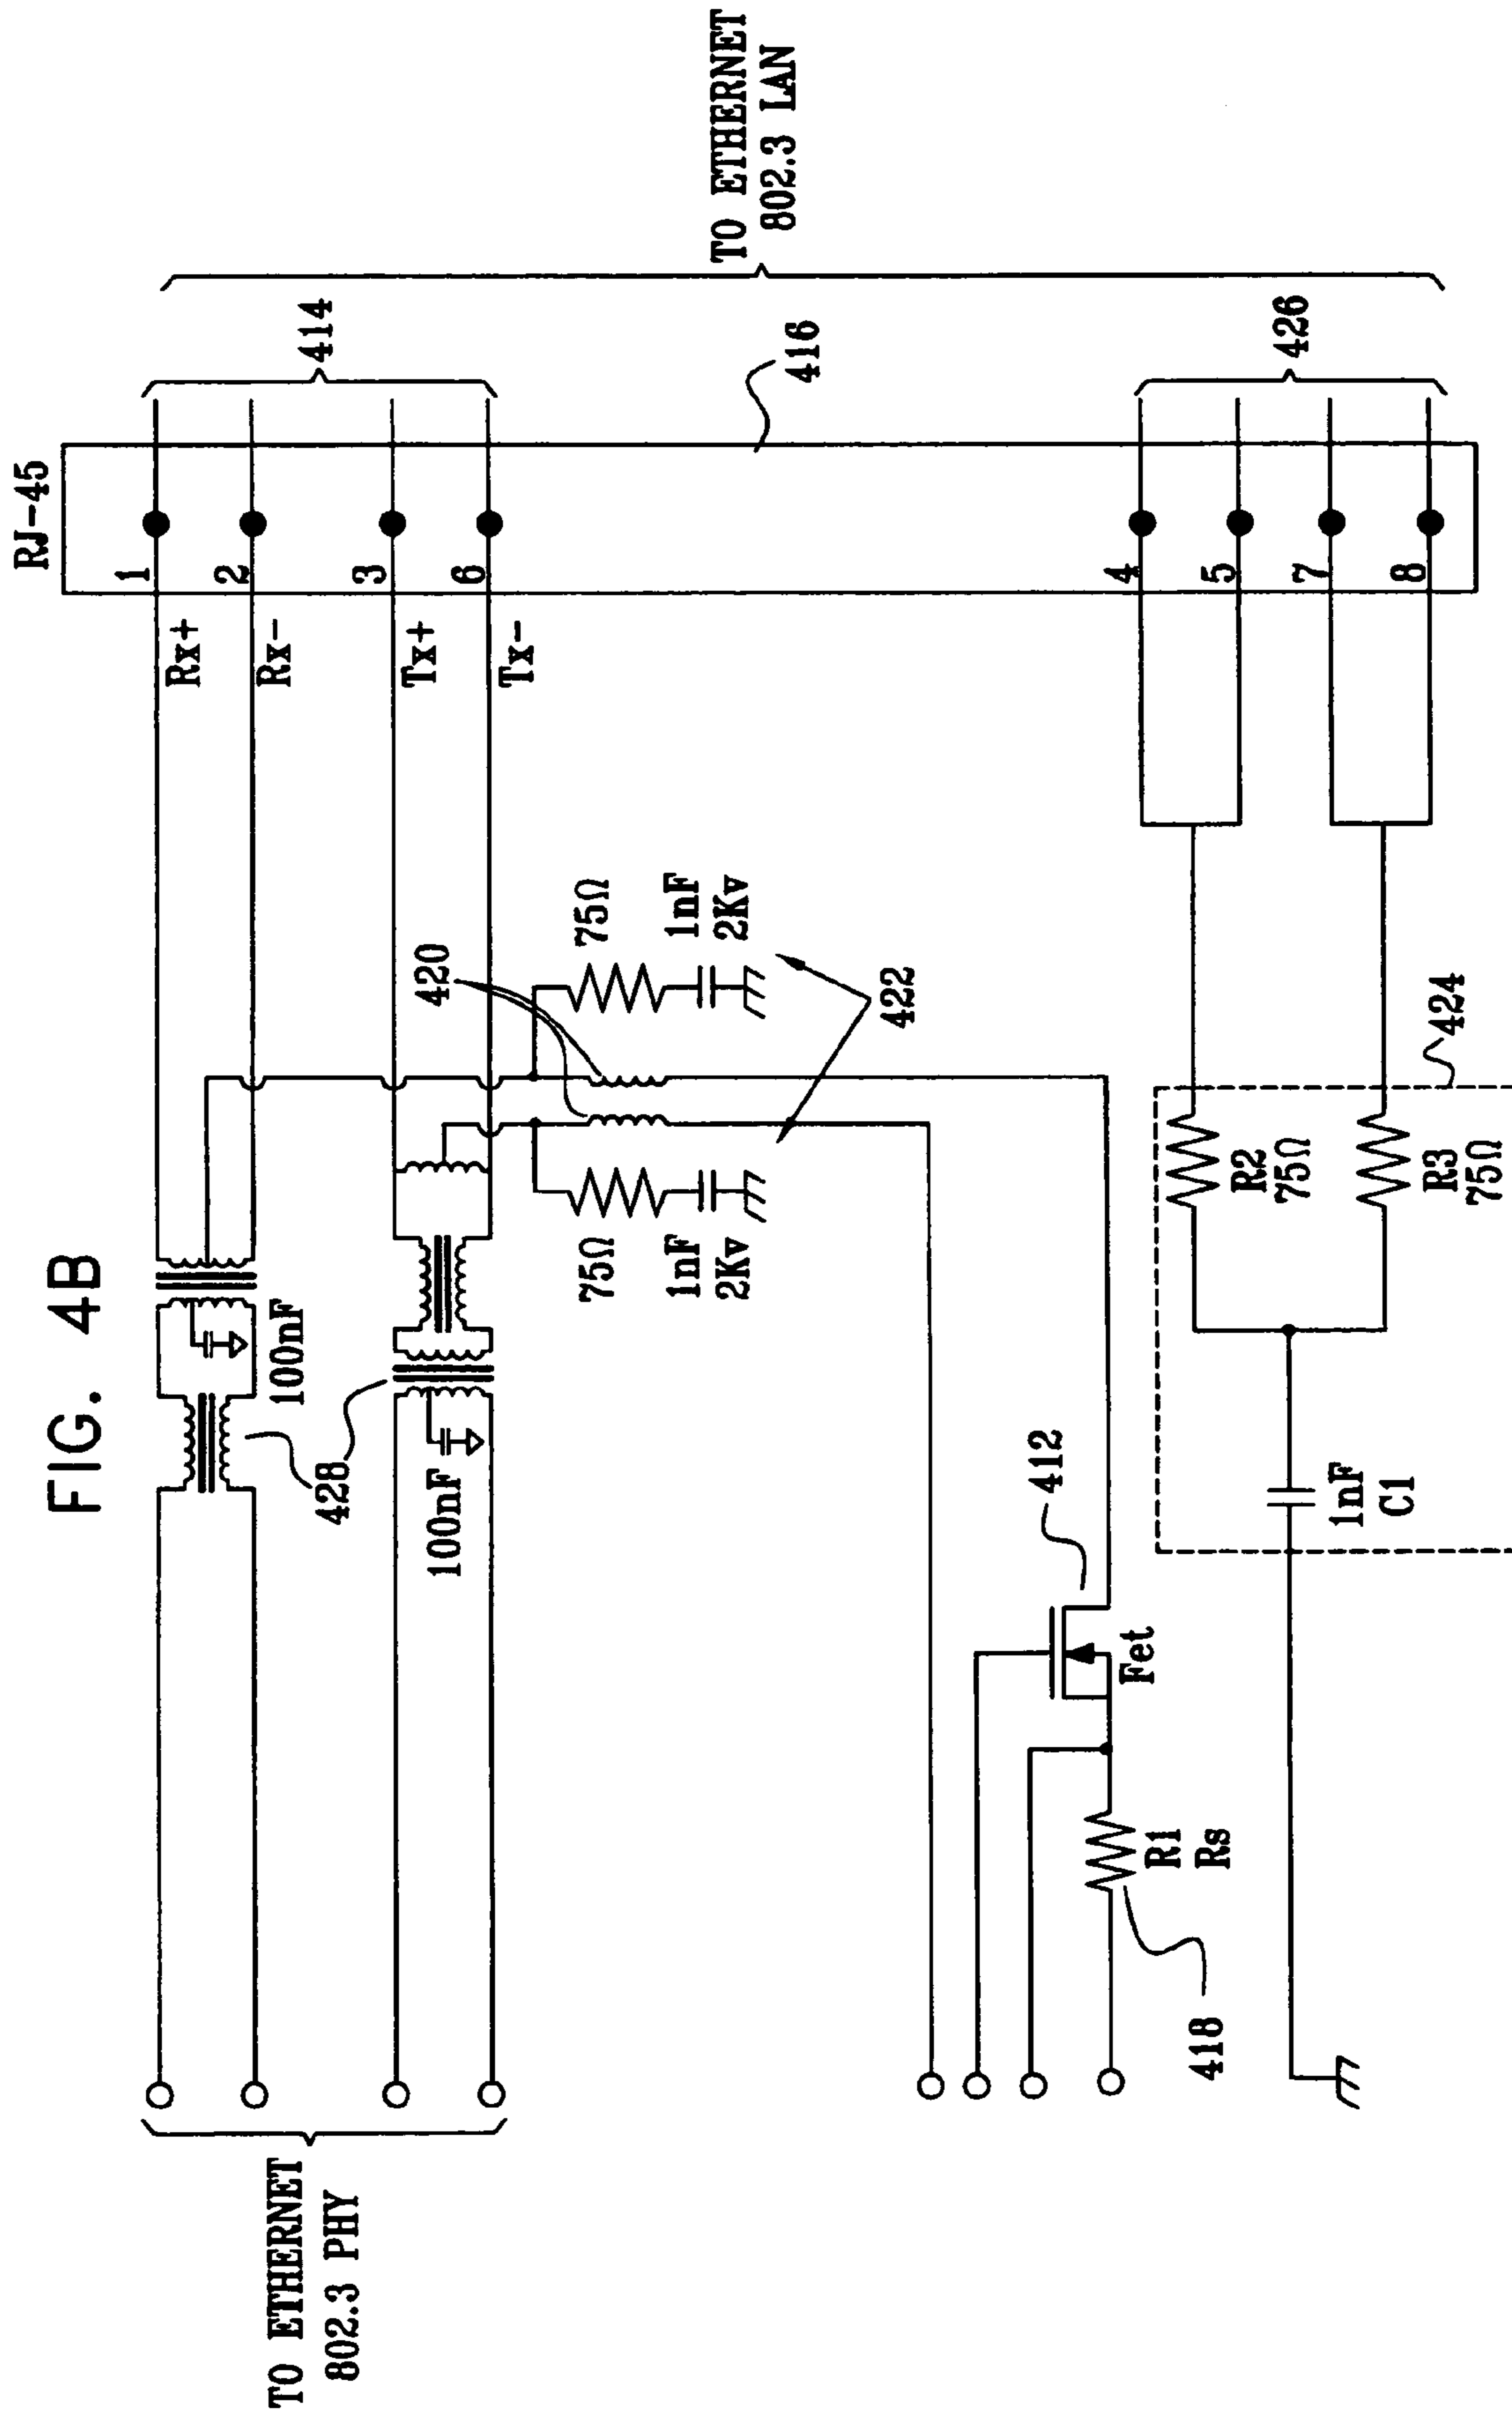 FIG. 4B
TO ETHERNET
802.3 PHY
428
100nF
100nF
RJ-45
Rx+
1
Rx-
2
Tx+
3
Tx-
6
414
TO ETHERNET
802.3 LAN
416
420
75Ω
1nF
2Kv
75Ω
1nF
2Kv
422
412
Fet
R1
Rs
418
4
5
7
8
426
424
R2
75Ω
R3
75Ω
1nF
C1